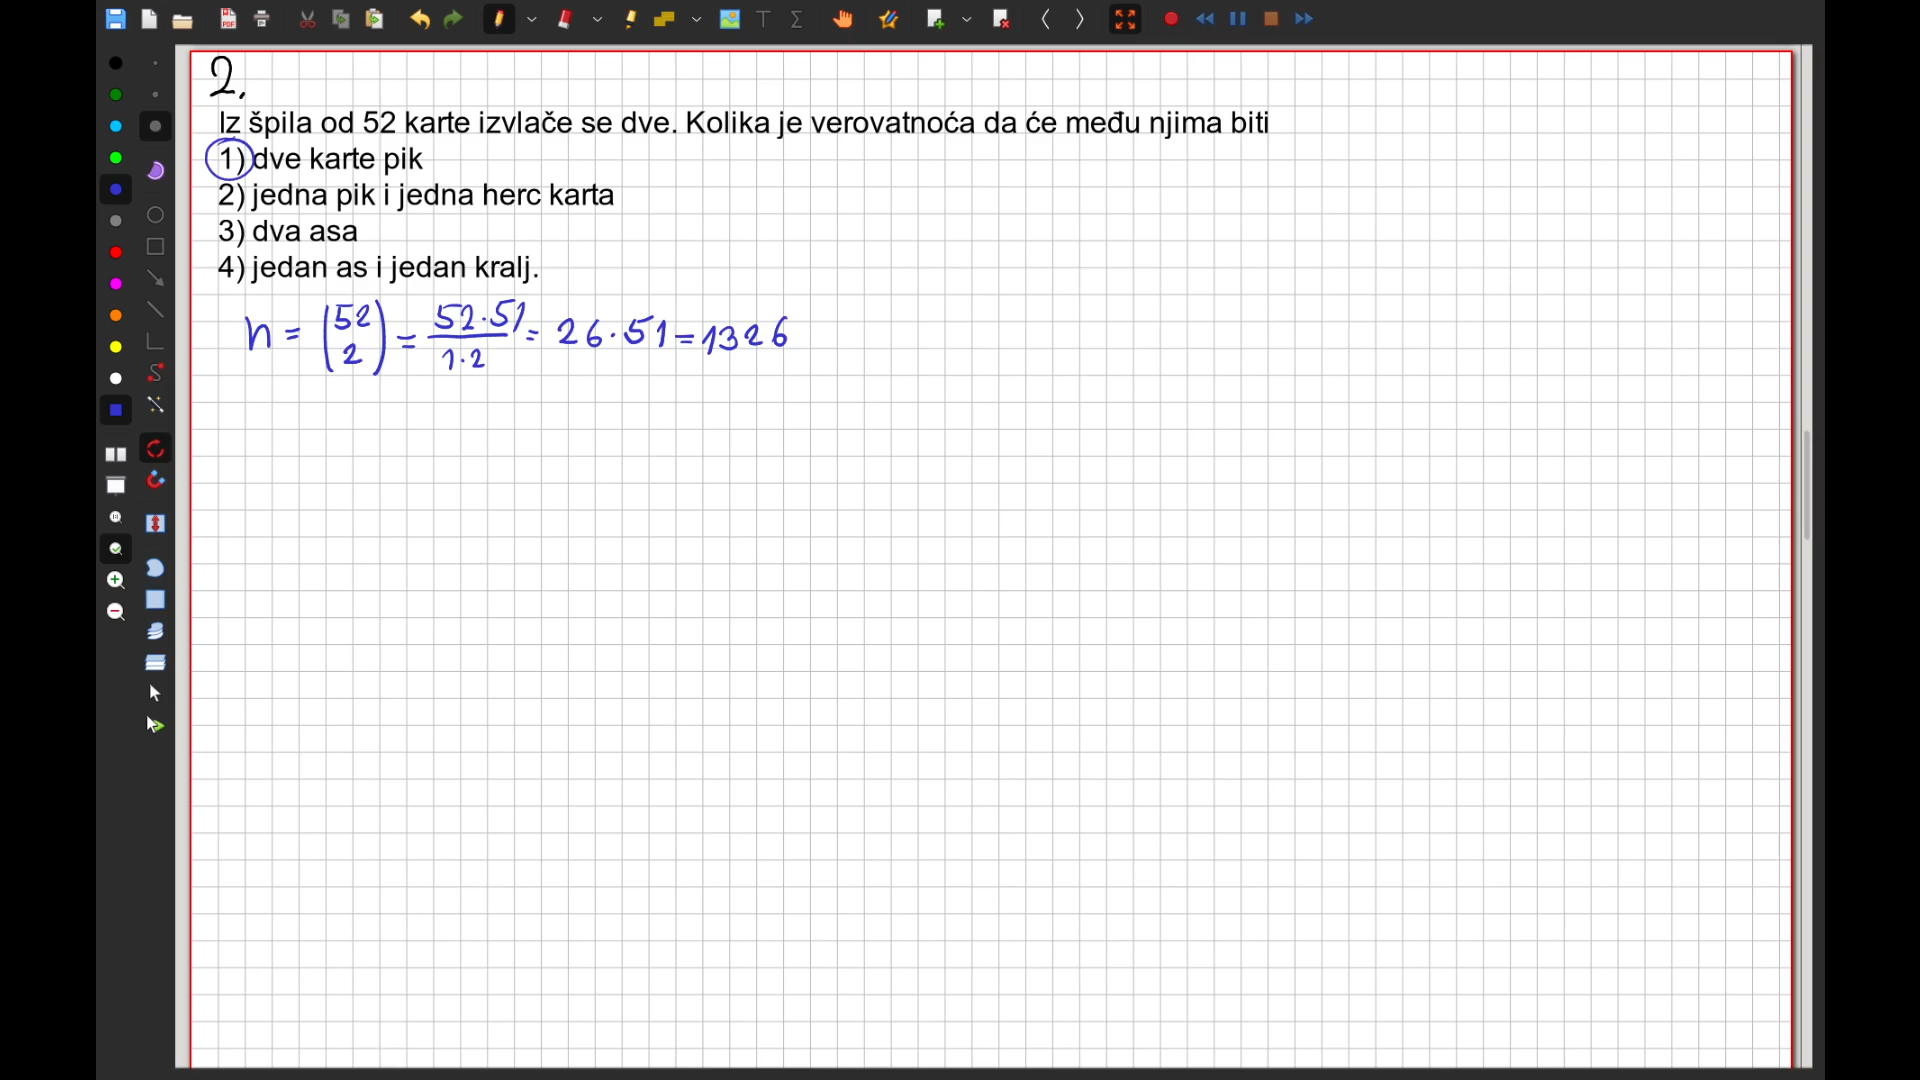 2.
Iz špila od 52 karte izvlače se dve. Kolika je verovatnoća da će među njima biti
1) dve karte pik
2) jedna pik i jedna herc karta
3) dva asa
4) jedan as i jedan kralj.
n = (52 2) = 52·51 / 1·2 = 26·51 = 1326